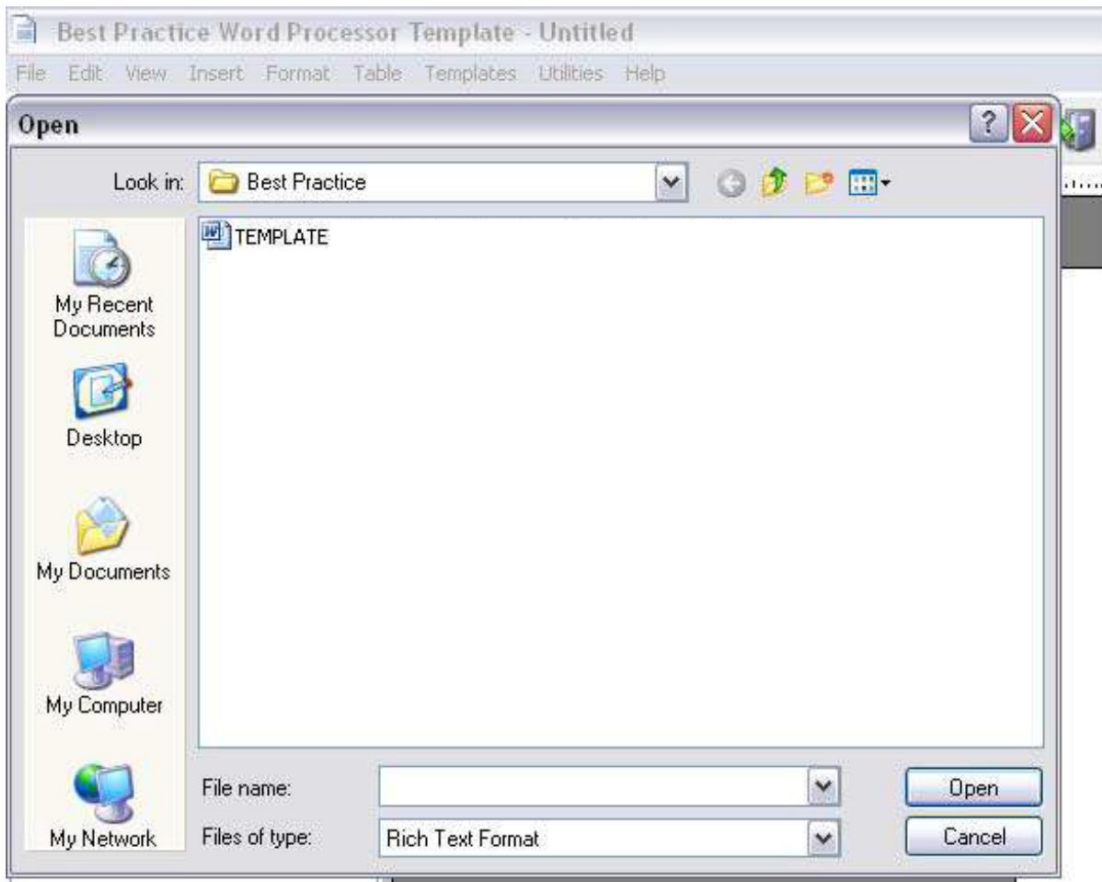 Best Practice Word Processor Template - Untitled
File Edit View Insert Format Table Templates Utilities Help
Open
?
Look in: Best Practice
TEMPLATE
My Recent
Documents
Desktop
My Documents
My Computer
My Network
File name:
Open
Files of type: Rich Text Format
Cancel